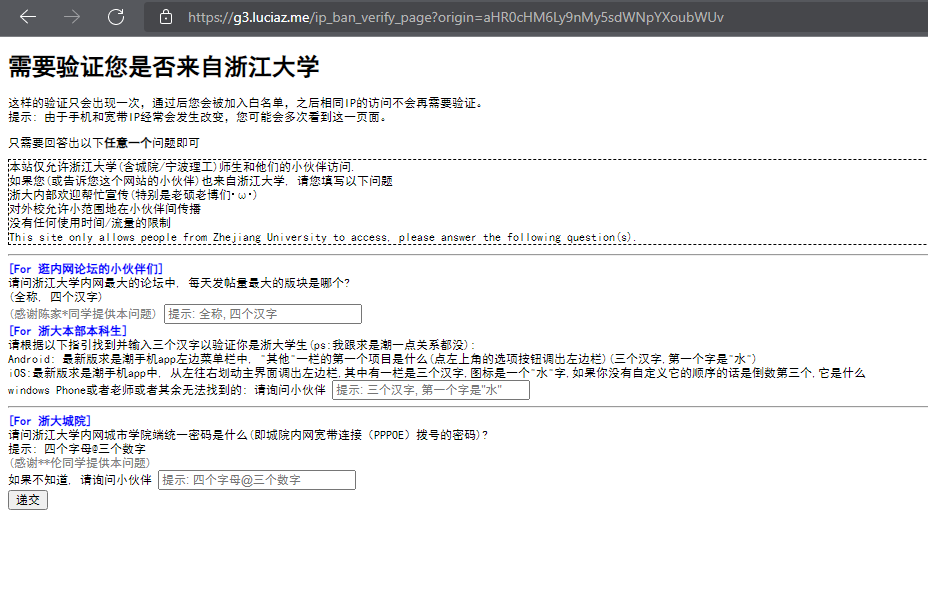 https://g3.luciaz.me/ip_ban_verify_page?origin=aHR0cHM6Ly9nMy5sdWNpYXoubWUv
需要验证您是否来自浙江大学
这样的验证只会出现一次，通过后您会被加入白名单，之后相同IP的访问不会再需要验证。
提示：由于手机和宽带IP经常会发生改变，您可能会多次看到这一页面。
只需要回答出以下任意一个问题即可
本站仅允许浙江大学(含城院/宁波理工)师生和他们的小伙伴访问.
如果您(或告诉您这个网站的小伙伴)也来自浙江大学, 请您填写以下问题
浙大内部欢迎帮忙宣传(特别是老硕老博们･ω･)
对外校允许小范围地在小伙伴间传播
没有任何使用时间/流量的限制
This site only allows people from Zhejiang University to access, please answer the following question(s).
[For 逛内网论坛的小伙伴们]
请问浙江大学内网最大的论坛中, 每天发帖量最大的版块是哪个?
(全称, 四个汉字)
(感谢陈家*同学提供本问题) 提示: 全称, 四个汉字
[For 浙大本部本科生]
请根据以下指引找到并输入三个汉字以验证你是浙大学生(ps:我跟求是潮一点关系都没):
Android: 最新版求是潮手机app左边菜单栏中, "其他"一栏的第一个项目是什么(点左上角的选项按钮调出左边栏)(三个汉字,第一个字是"水")
iOS:最新版求是潮手机app中, 从左往右划动主界面调出左边栏,其中有一栏是三个汉字,图标是一个"水"字,如果你没有自定义它的顺序的话是倒数第三个,它是什么
windows Phone或者老师或者其余无法找到的: 请询问小伙伴 提示: 三个汉字, 第一个字是"水"
[For 浙大城院]
请问浙江大学内网城市学院端统一密码是什么(即城院内网宽带连接（PPPOE）拨号的密码)?
提示: 四个字母@三个数字
(感谢**伦同学提供本问题)
如果不知道, 请询问小伙伴 提示: 四个字母@三个数字
递交